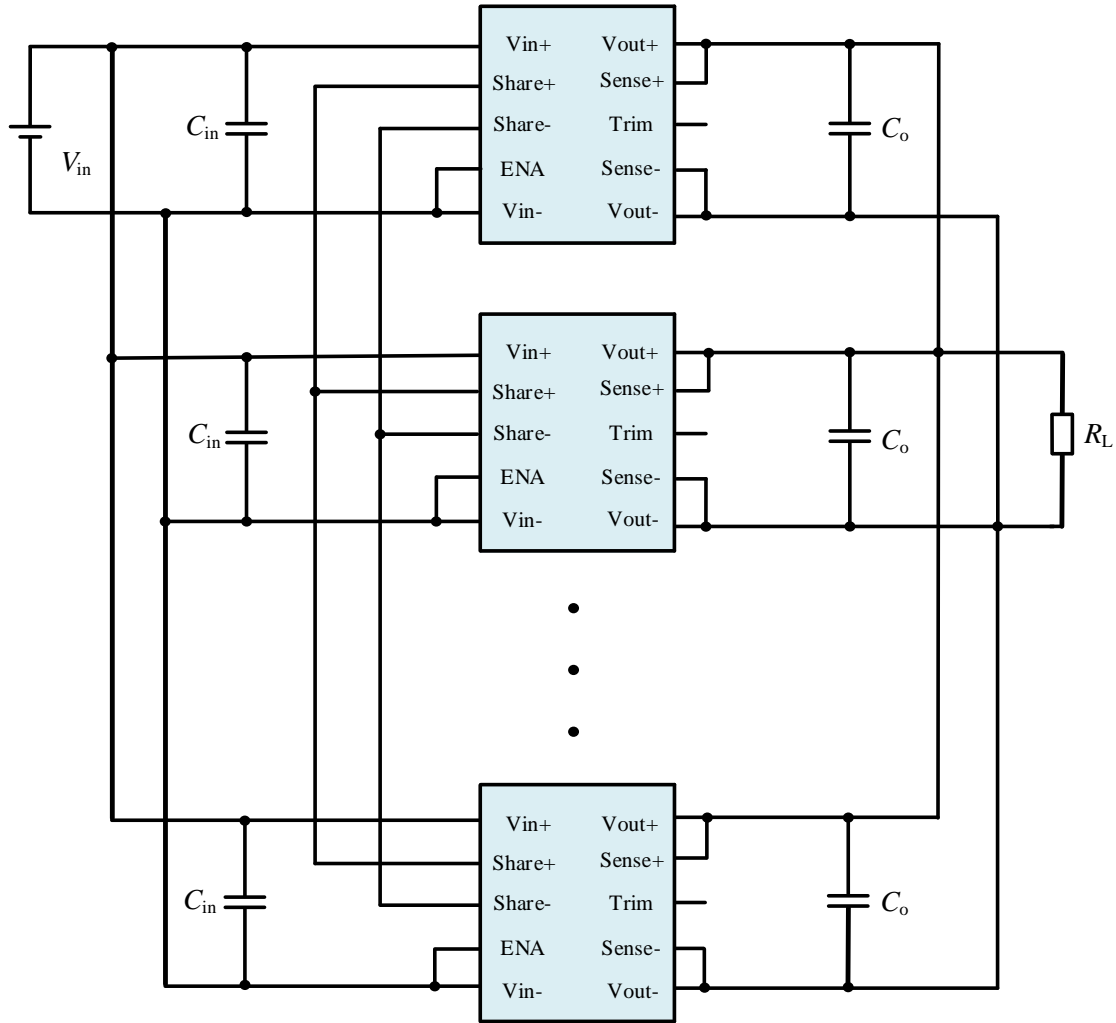 Vin+ Vout+
Share+ Sense+
Share- Trim
ENA Sense-
Vin- Vout-
Cin
Vin
Co
Vin+ Vout+
Share+ Sense+
Share- Trim
ENA Sense-
Vin- Vout-
Cin
Co
RL
Vin+ Vout+
Share+ Sense+
Share- Trim
ENA Sense-
Vin- Vout-
Cin
Co